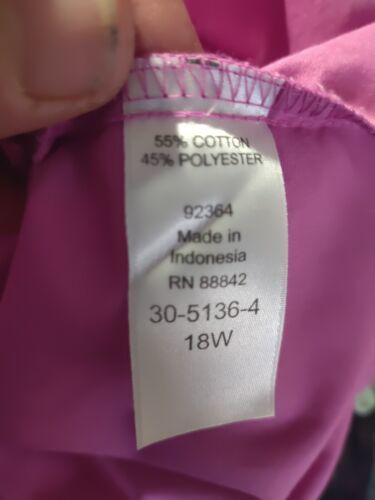 55% COTTON
45% POLYESTER
92364
Made in
Indonesia
RN 88842
30-5136-4
18W